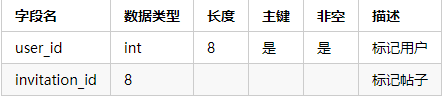 字段名 数据类型 长度 主键 非空 描述
user_id int 8 是 是 标记用户
invitation_id 8 标记帖子